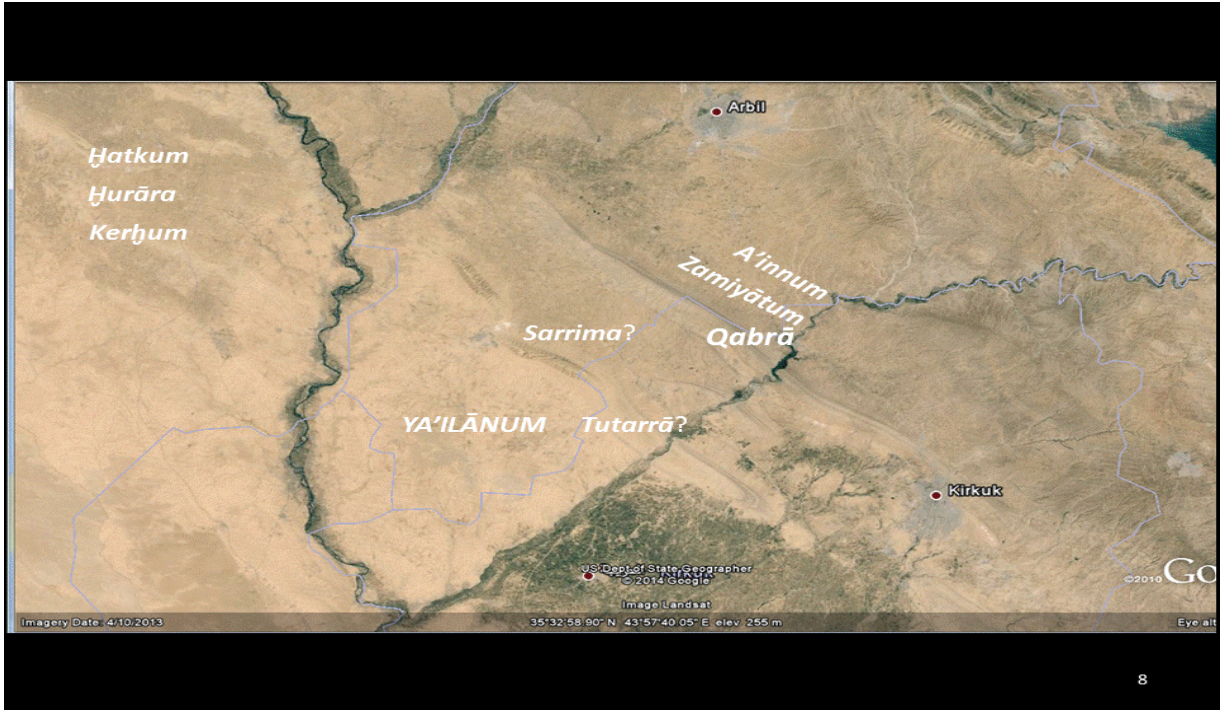 Arbil
Ḫatkum
Ḫurāra
Kerḫum
A’innum
Zamiyātum
Qabrā
Sarrima?
YA’ILĀNUM
Tutarrā?
Kirkuk
US Dept of State Geographer
© 2014 Google
Image Landsat
©2010 Go
Imagery Date: 4/10/2013
35°32'58.90" N 43°57'40.05" E elev 255 m
Eye alt
8